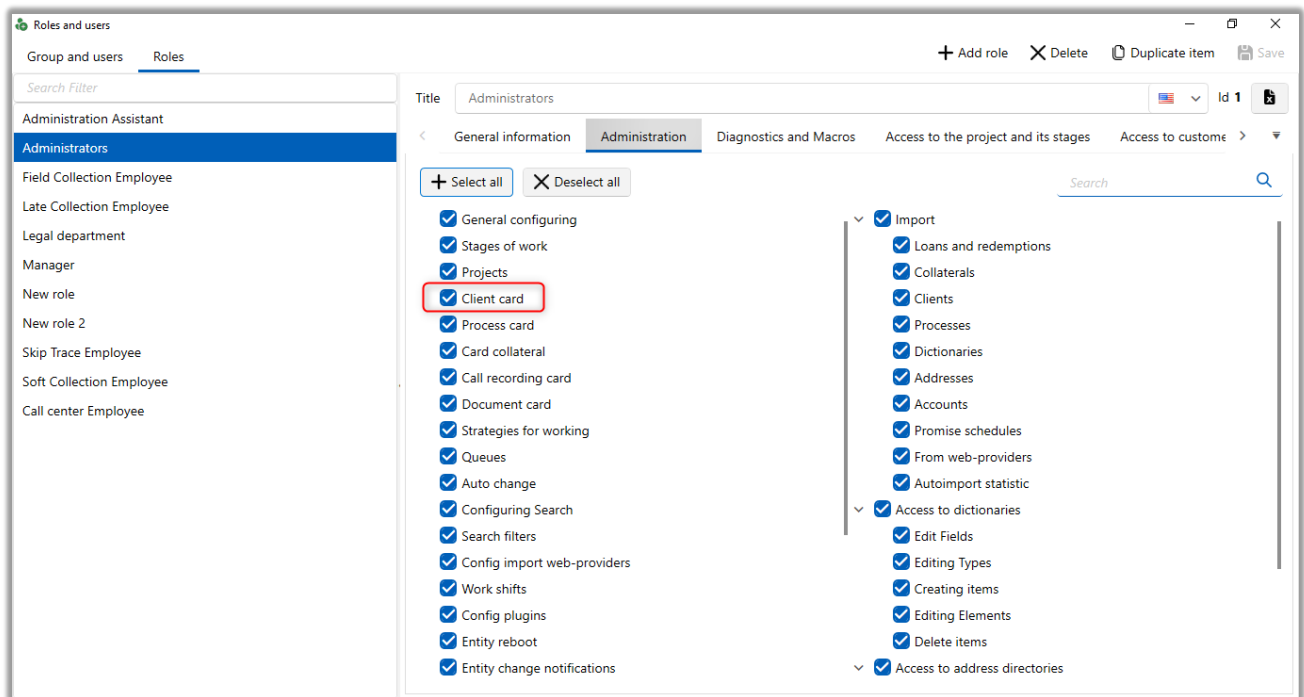 Roles and users
Group and users Roles
Add role Delete Duplicate item Save
Search Filter
Administration Assistant
Administrators
Field Collection Employee
Late Collection Employee
Legal department
Manager
New role
New role 2
Skip Trace Employee
Soft Collection Employee
Call center Employee
Title Administrators Id 1
General information Administration Diagnostics and Macros Access to the project and its stages Access to custome
Select all Deselect all Search
General configuring
Stages of work
Projects
Client card
Process card
Card collateral
Call recording card
Document card
Strategies for working
Queues
Auto change
Configuring Search
Search filters
Config import web-providers
Work shifts
Config plugins
Entity reboot
Entity change notifications
Import
Loans and redemptions
Collaterals
Clients
Processes
Dictionaries
Addresses
Accounts
Promise schedules
From web-providers
Autoimport statistic
Access to dictionaries
Edit Fields
Editing Types
Creating items
Editing Elements
Delete items
Access to address directories